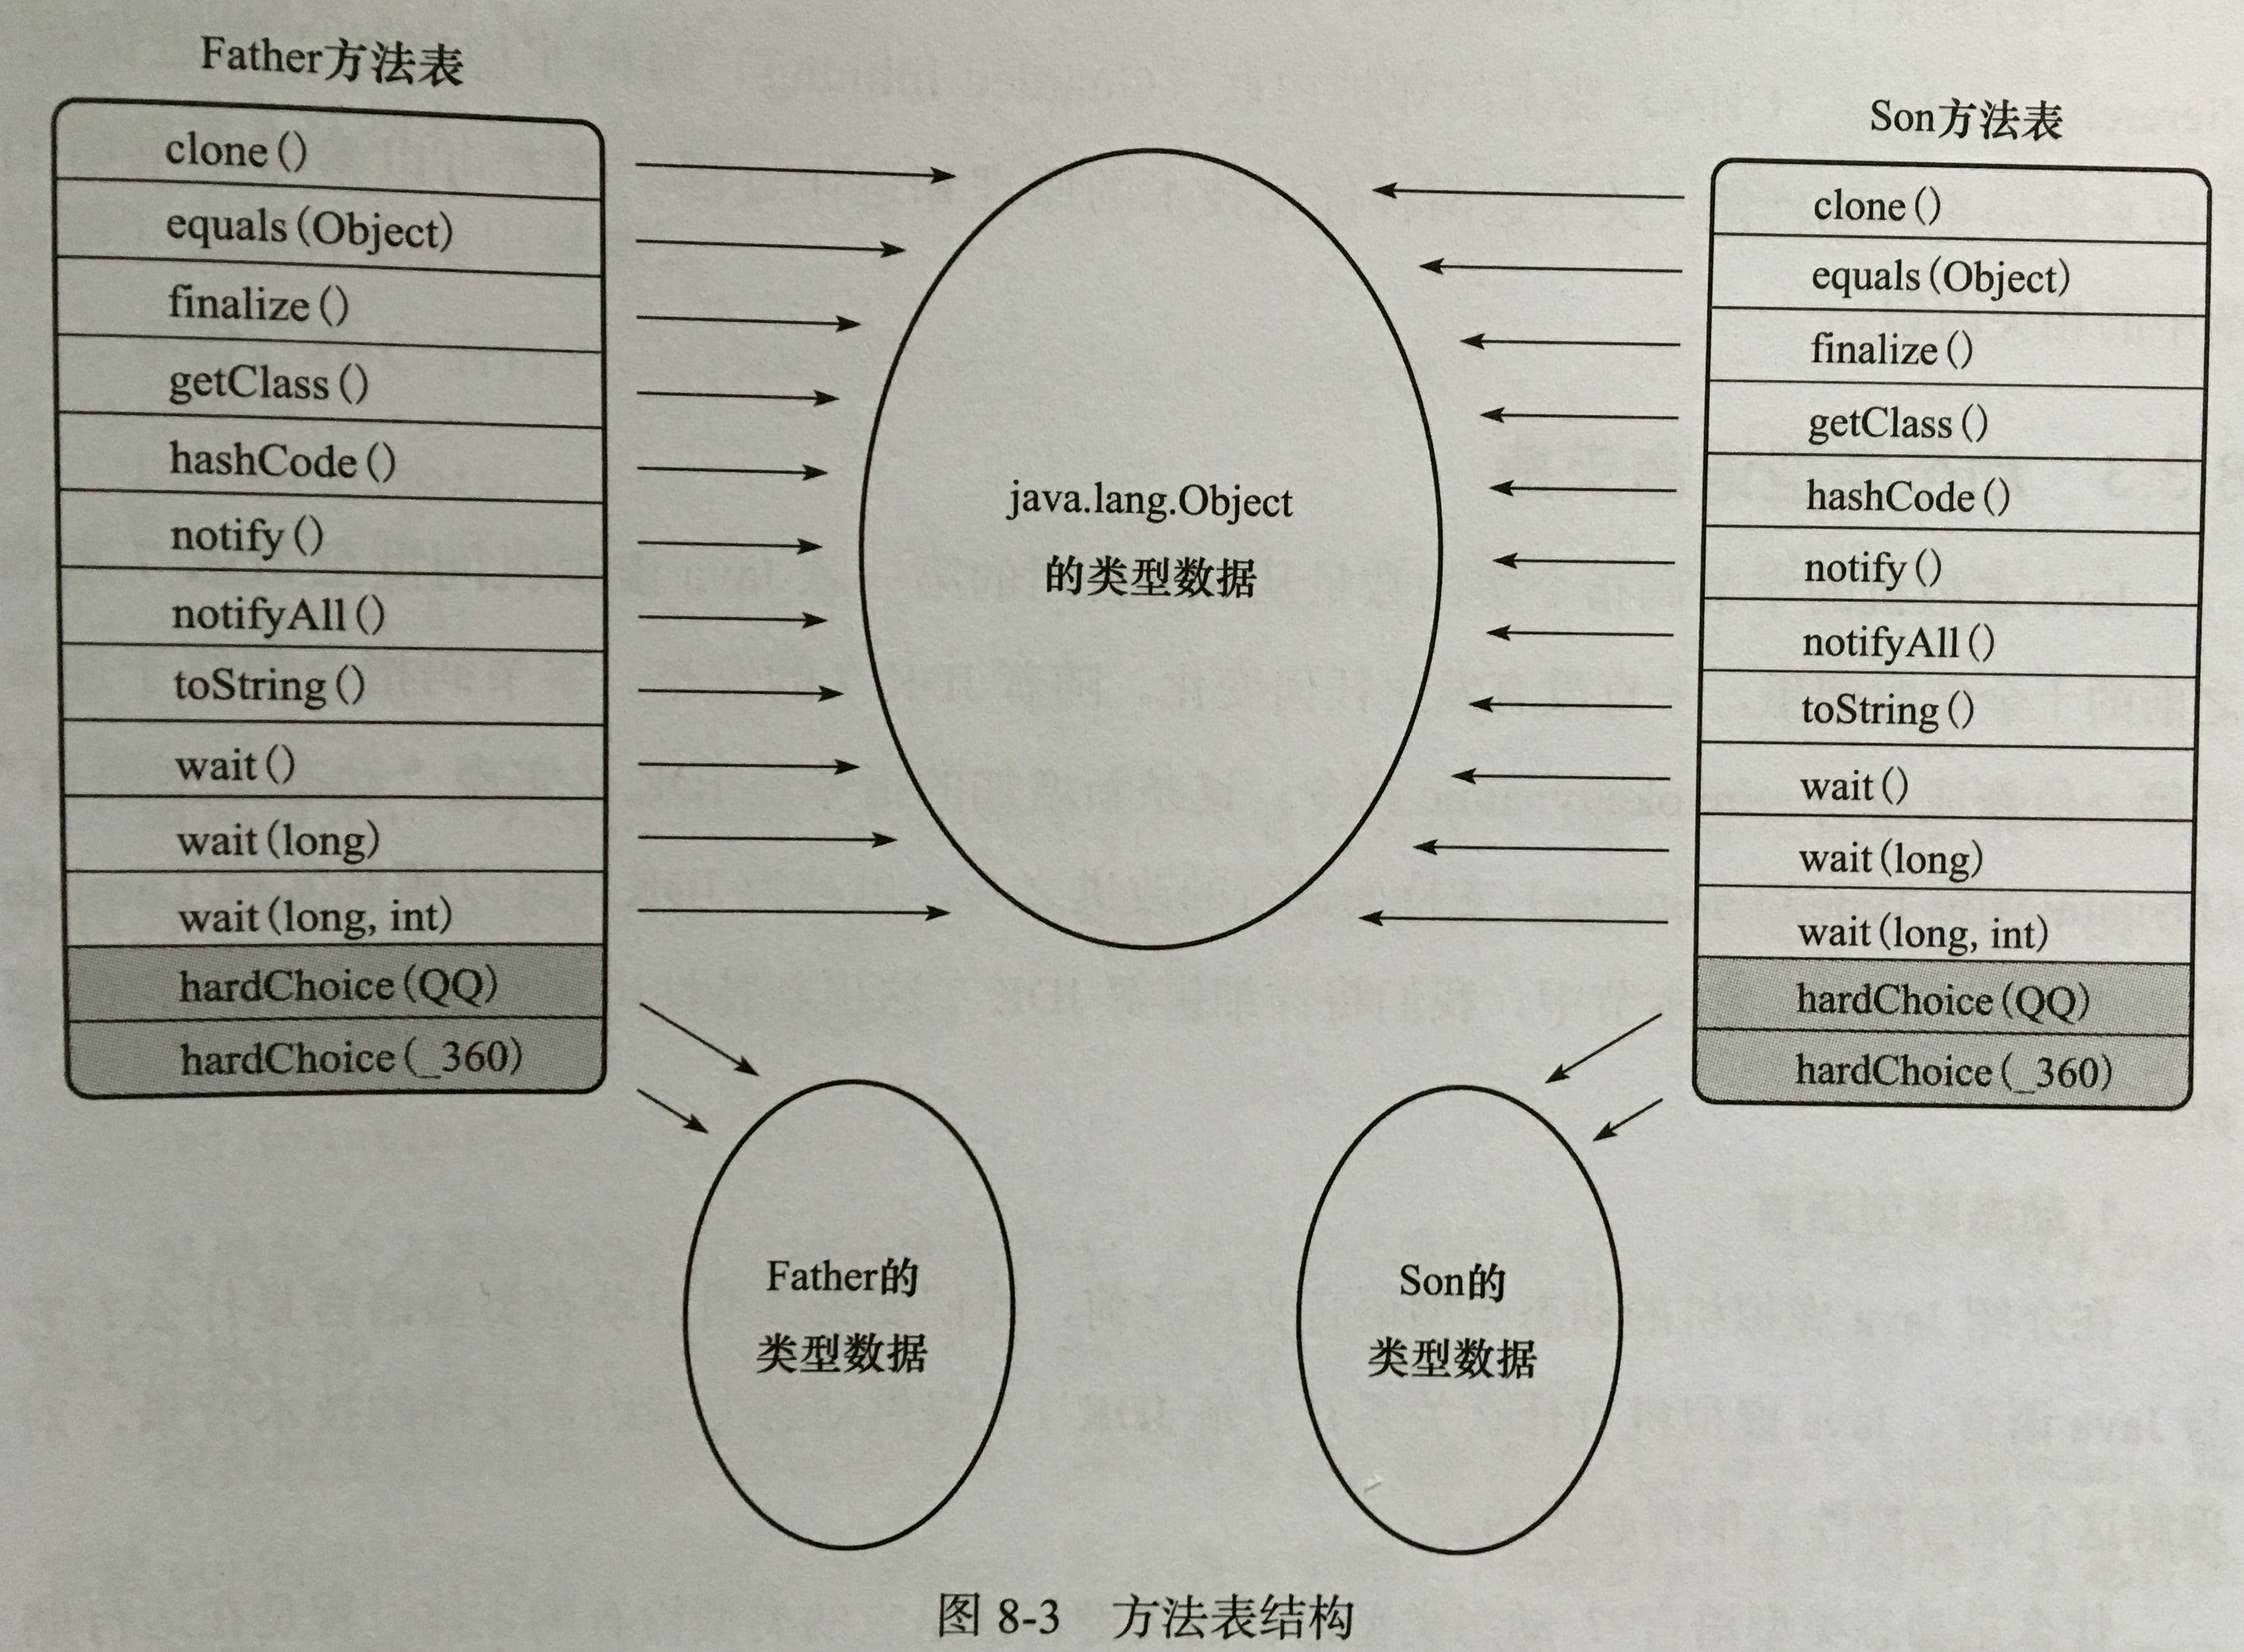 Father方法表
clone()
equals(Object)
finalize()
getClass()
hashCode()
notify()
notifyAll()
toString()
wait()
wait(long)
wait(long, int)
hardChoice(QQ)
hardChoice(_360)
java.lang.Object
的类型数据
Son方法表
clone()
equals(Object)
finalize()
getClass()
hashCode()
notify()
notifyAll()
toString()
wait()
wait(long)
wait(long, int)
hardChoice(QQ)
hardChoice(_360)
Father的
类型数据
Son的
类型数据
图 8-3 方法表结构